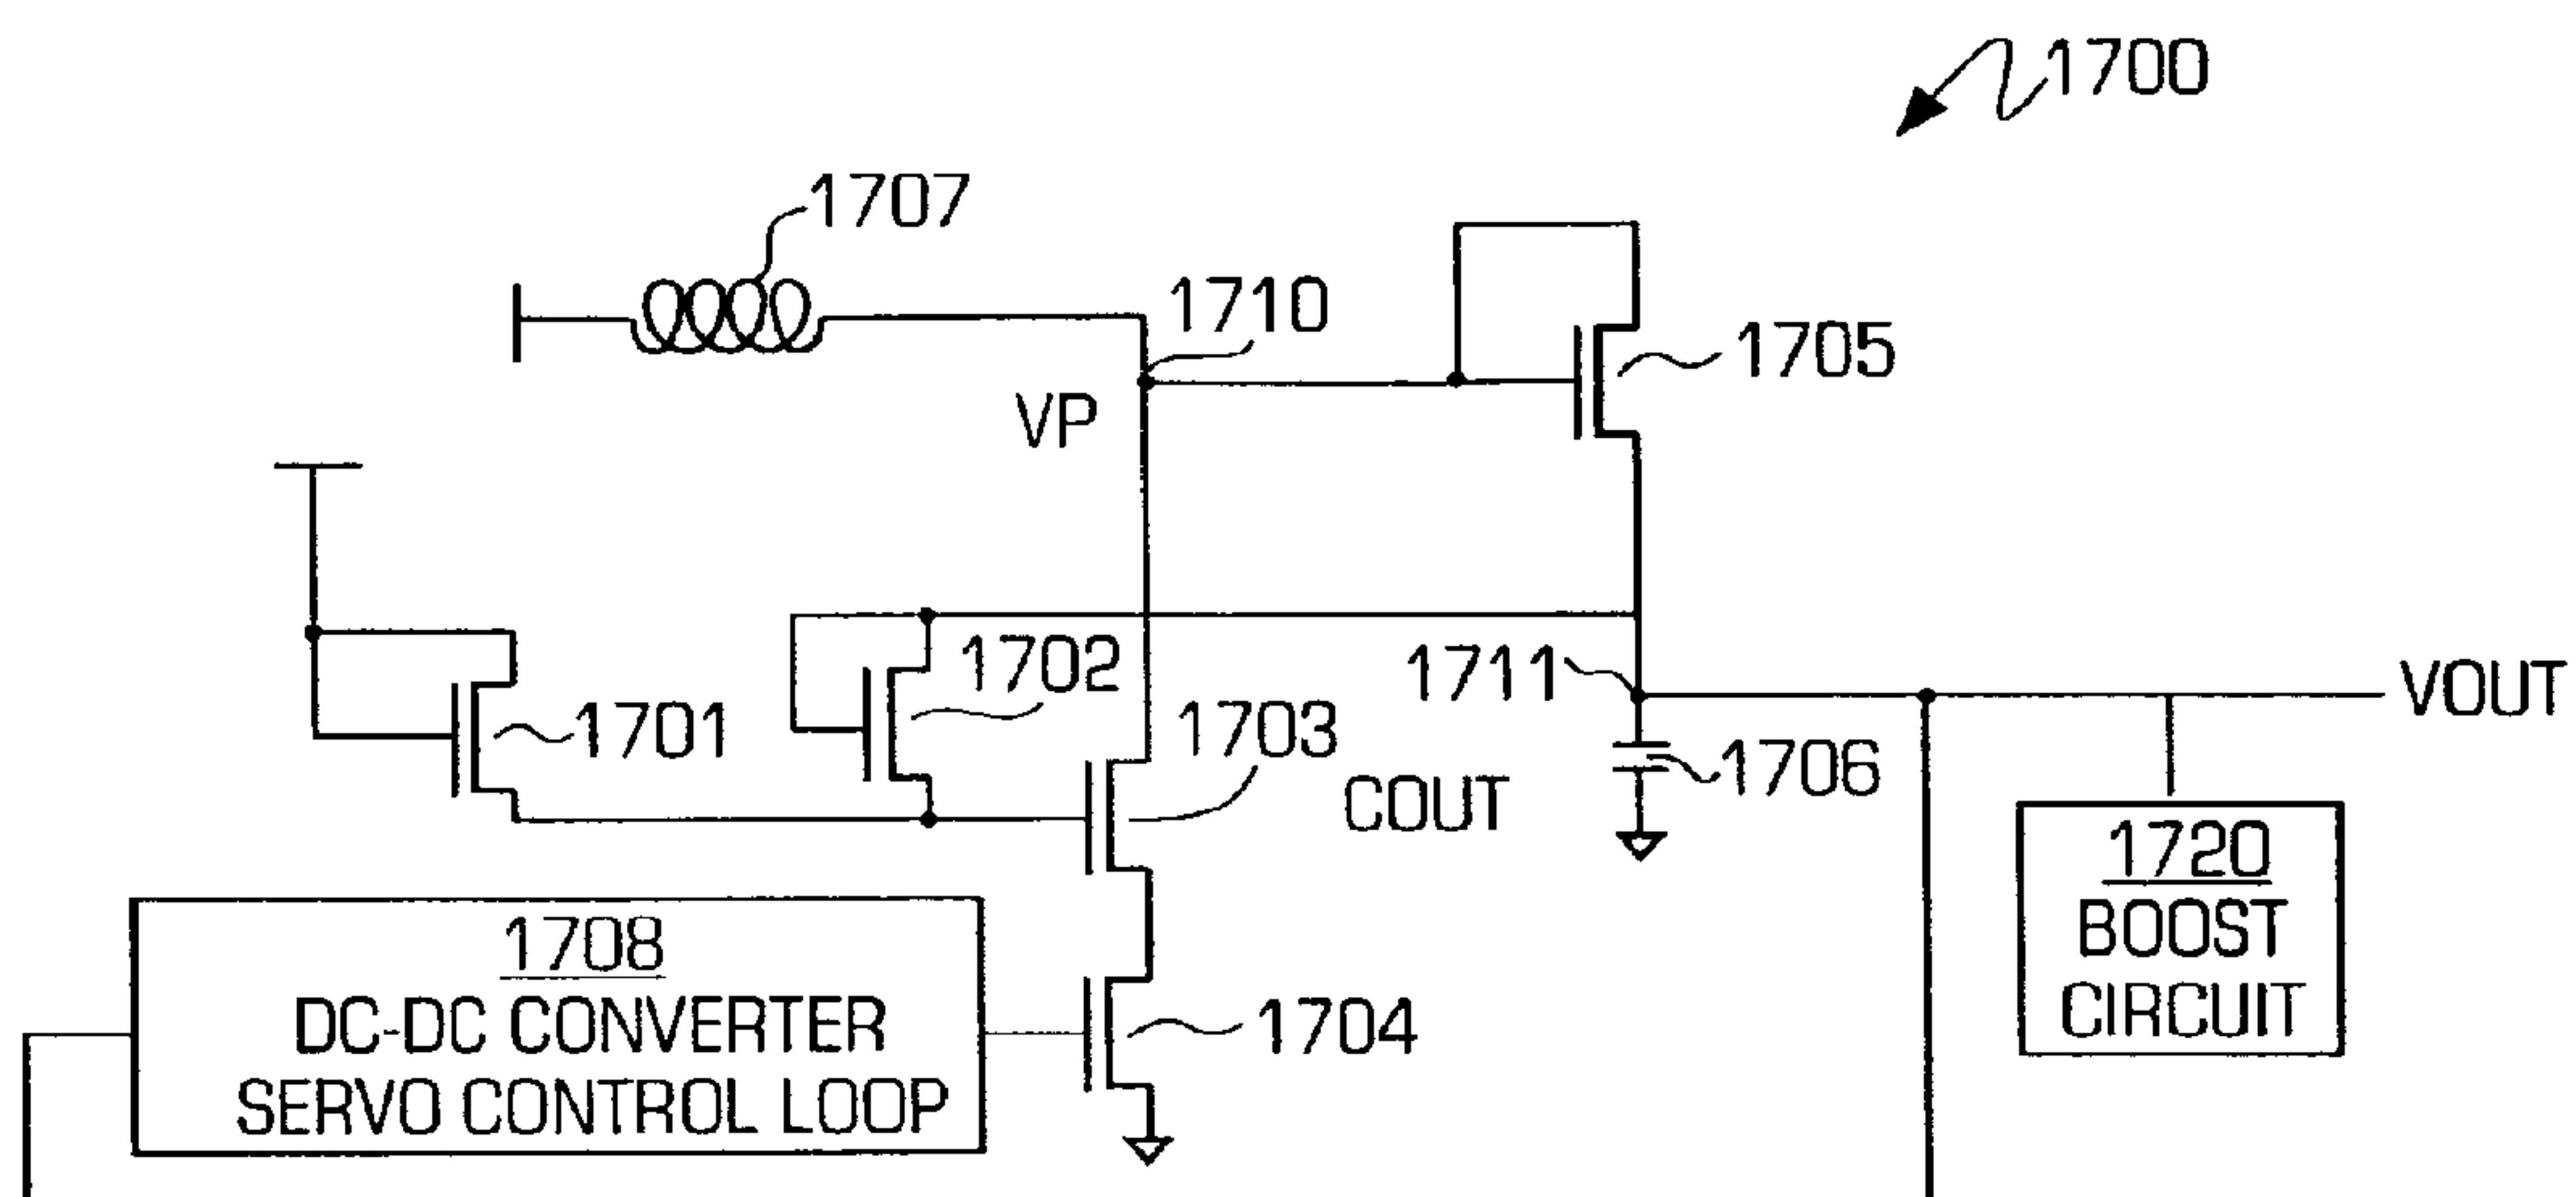 1700
1707
1710
1705
VP
1702
1711
VOUT
1701
1703
1706
COUT
1720
BOOST
CIRCUIT
1708
DC-DC CONVERTER
SERVO CONTROL LOOP
1704